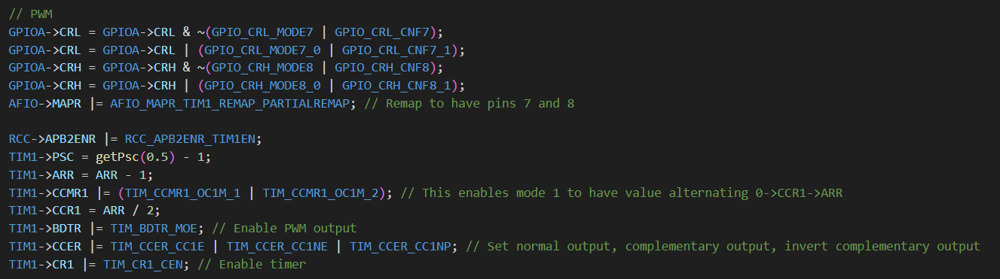 // PWM
GPIOA->CRL = GPIOA->CRL & ~(GPIO_CRL_MODE7 | GPIO_CRL_CNF7);
GPIOA->CRL = GPIOA->CRL | (GPIO_CRL_MODE7_0 | GPIO_CRL_CNF7_1);
GPIOA->CRH = GPIOA->CRH & ~(GPIO_CRH_MODE8 | GPIO_CRH_CNF8);
GPIOA->CRH = GPIOA->CRH | (GPIO_CRH_MODE8_0 | GPIO_CRH_CNF8_1);
AFIO->MAPR |= AFIO_MAPR_TIM1_REMAP_PARTIALREMAP; // Remap to have pins 7 and 8
RCC->APB2ENR |= RCC_APB2ENR_TIM1EN;
TIM1->PSC = getPsc(0.5) - 1;
TIM1->ARR = ARR - 1;
TIM1->CCMR1 |= (TIM_CCMR1_OC1M_1 | TIM_CCMR1_OC1M_2); // This enables mode 1 to have value alternating 0->CCR1->ARR
TIM1->CCR1 = ARR / 2;
TIM1->BDTR |= TIM_BDTR_MOE; // Enable PWM output
TIM1->CCER |= TIM_CCER_CC1E | TIM_CCER_CC1NE | TIM_CCER_CC1NP; // Set normal output, complementary output, invert complementary output
TIM1->CR1 |= TIM_CR1_CEN; // Enable timer